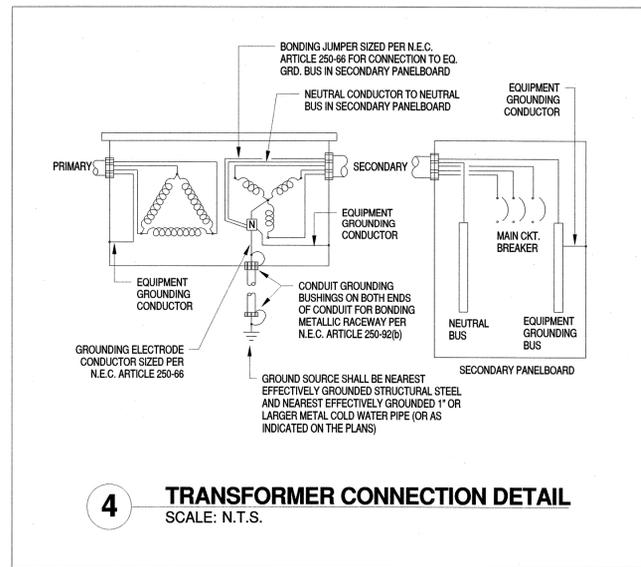 BONDING JUMPER SIZED PER N.E.C.
ARTICLE 250-66 FOR CONNECTION TO EQ.
GRD. BUS IN SECONDARY PANELBOARD
NEUTRAL CONDUCTOR TO NEUTRAL
BUS IN SECONDARY PANELBOARD
EQUIPMENT
GROUNDING
CONDUCTOR
PRIMARY
SECONDARY
N
EQUIPMENT
GROUNDING
CONDUCTOR
MAIN CKT.
BREAKER
EQUIPMENT
GROUNDING
CONDUCTOR
CONDUIT GROUNDING
BUSHINGS ON BOTH ENDS
OF CONDUIT FOR BONDING
METALLIC RACEWAY PER
N.E.C. ARTICLE 250-92(b)
NEUTRAL
BUS
EQUIPMENT
GROUNDING
BUS
GROUNDING ELECTRODE
CONDUCTOR SIZED PER
N.E.C. ARTICLE 250-66
SECONDARY PANELBOARD
GROUND SOURCE SHALL BE NEAREST
EFFECTIVELY GROUNDED STRUCTURAL STEEL
AND NEAREST EFFECTIVELY GROUNDED 1" OR
LARGER METAL COLD WATER PIPE (OR AS
INDICATED ON THE PLANS)
4
TRANSFORMER CONNECTION DETAIL
SCALE: N.T.S.